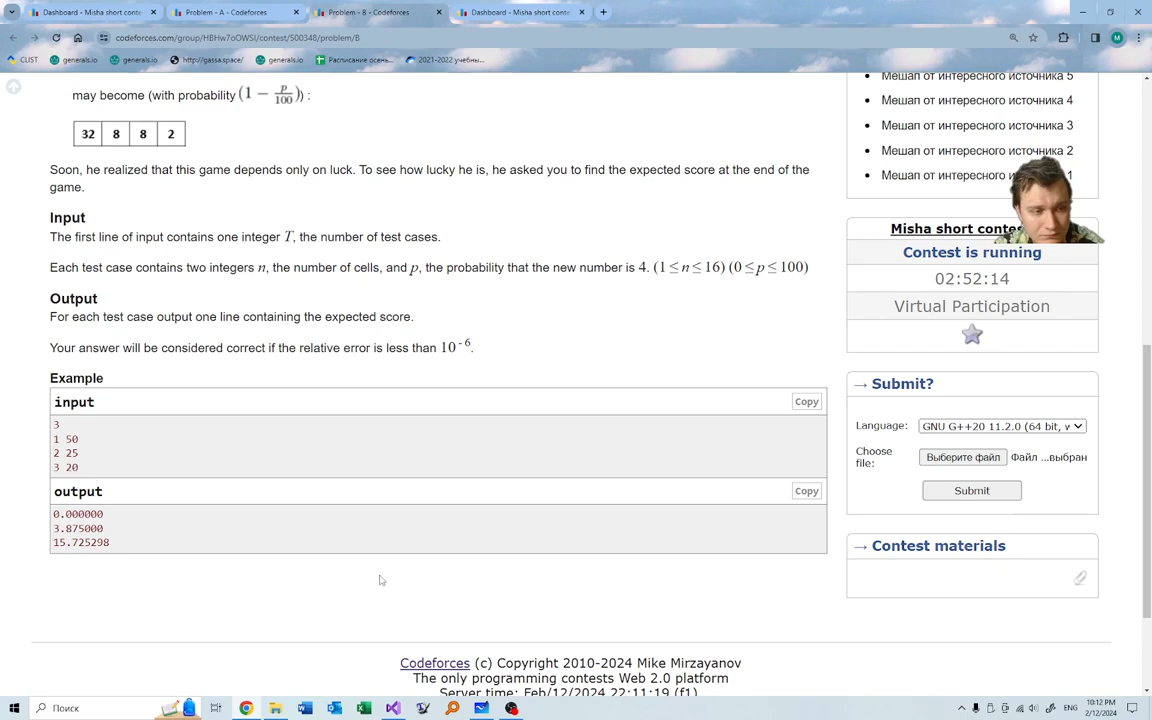 Dashboard - Misha short conte
Problem - A - Codeforces
Problem - B - Codeforces
Dashboard - Misha short conte
codeforces.com/group/HBHw7oOWSI/contest/500348/problem/B
CLIST
generals.io
generals.io
http://gassa.space/
generals.io
Расписание осень...
2021-2022 учебны...
may become (with probability (1 − p/100)) :
32 8 8 2
Soon, he realized that this game depends only on luck. To see how lucky he is, he asked you to find the expected score at the end of the
game.
Input
The first line of input contains one integer T, the number of test cases.
Each test case contains two integers n, the number of cells, and p, the probability that the new number is 4. (1 ≤ n ≤ 16) (0 ≤ p ≤ 100)
Output
For each test case output one line containing the expected score.
Your answer will be considered correct if the relative error is less than 10⁻⁶.
Example
input
Copy
3
1 50
2 25
3 20
output
Copy
0.000000
3.875000
15.725298
Мешап от интересного источника 5
Мешап от интересного источника 4
Мешап от интересного источника 3
Мешап от интересного источника 2
Мешап от интересного 1
Misha short contes
Contest is running
02:52:14
Virtual Participation
→ Submit?
Language:
GNU G++20 11.2.0 (64 bit, v
Choose
file:
Выберите файл
Файл ...выбран
Submit
→ Contest materials
Codeforces (c) Copyright 2010-2024 Mike Mirzayanov
The only programming contests Web 2.0 platform
Server time: Feb/12/2024 22:11:19 (f1)
Поиск
ENG
10:12 PM
2/12/2024